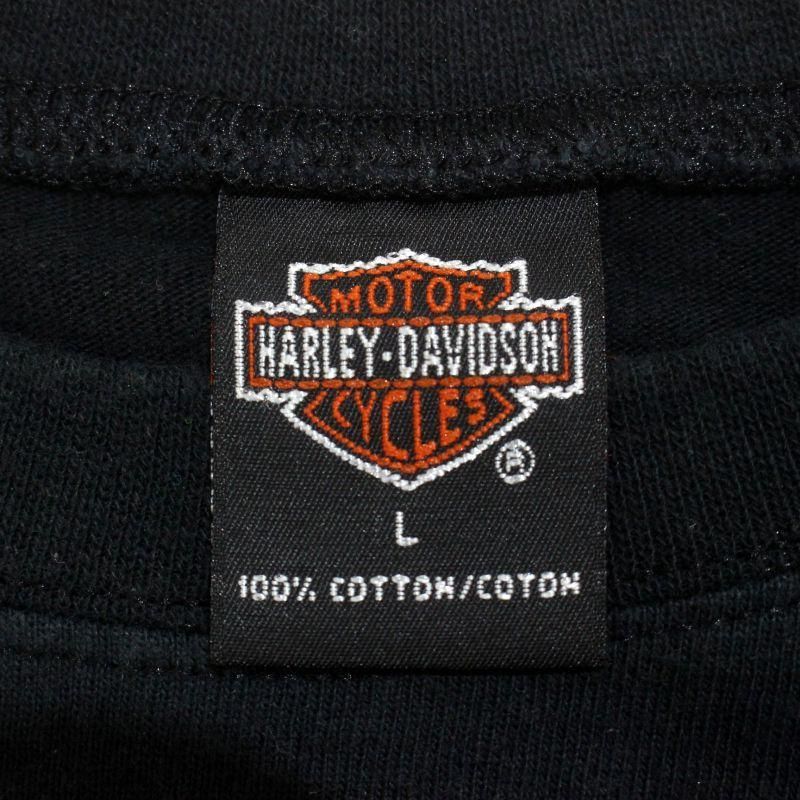 MOTOR
HARLEY-DAVIDSON
CYCLES
®
L
100% COTTON/COTON